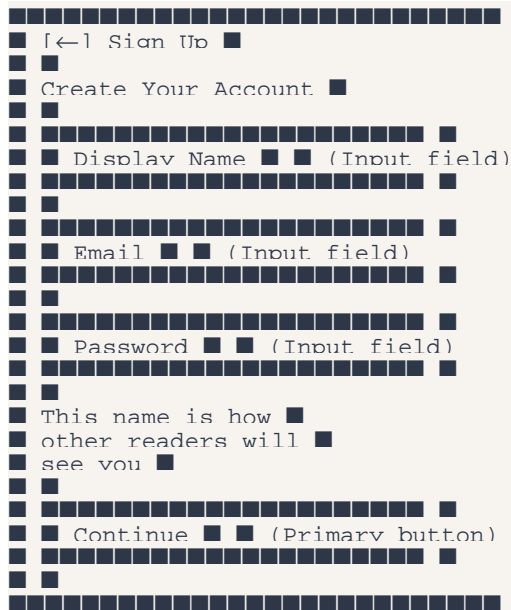 ■■■■■■■■■■■■■■■■■■■■■■■■■■■
■ [←] Sign Up ■
■ ■
■ Create Your Account ■
■ ■
■ ■■■■■■■■■■■■■■■■■■■■■ ■
■ ■ Display Name ■ ■ (Input field)
■ ■■■■■■■■■■■■■■■■■■■■■ ■
■ ■
■ ■■■■■■■■■■■■■■■■■■■■■ ■
■ ■ Email ■ ■ (Input field)
■ ■■■■■■■■■■■■■■■■■■■■■ ■
■ ■
■ ■■■■■■■■■■■■■■■■■■■■■ ■
■ ■ Password ■ ■ (Input field)
■ ■■■■■■■■■■■■■■■■■■■■■ ■
■ ■
■ This name is how ■
■ other readers will ■
■ see you ■
■ ■
■ ■■■■■■■■■■■■■■■■■■■■■ ■
■ ■ Continue ■ ■ (Primary button)
■ ■■■■■■■■■■■■■■■■■■■■■ ■
■ ■
■■■■■■■■■■■■■■■■■■■■■■■■■■■